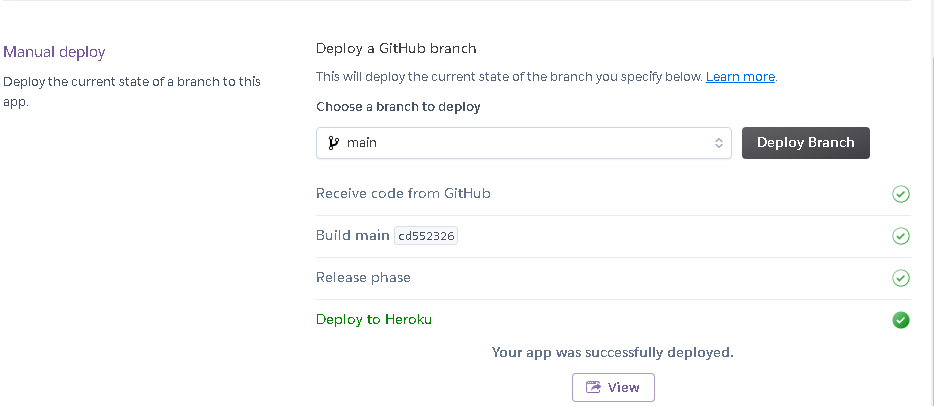 Manual deploy
Deploy the current state of a branch to this
app.
Deploy a GitHub branch
This will deploy the current state of the branch you specify below. Learn more.
Choose a branch to deploy
main
Deploy Branch
Receive code from GitHub
Build main cd552326
Release phase
Deploy to Heroku
Your app was successfully deployed.
View